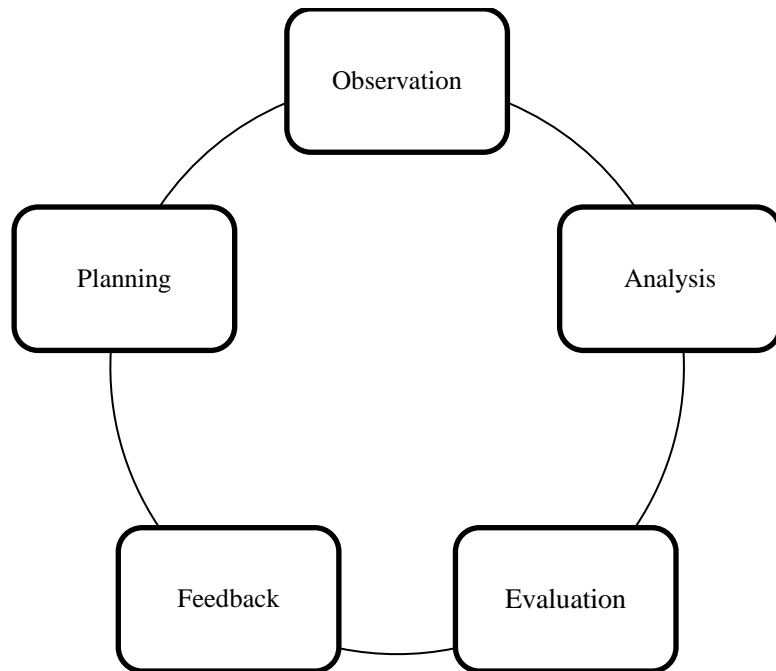 Observation
Analysis
Evaluation
Feedback
Planning